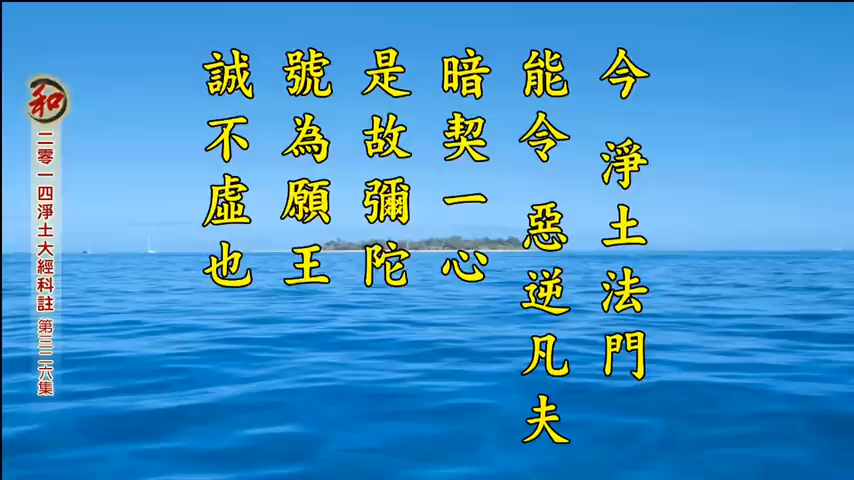 今 淨土法門
能令 惡逆凡夫
暗契一心
是故彌陀
號為願王
誠不虛也
和
二零一四淨土大經科註 第三二六集